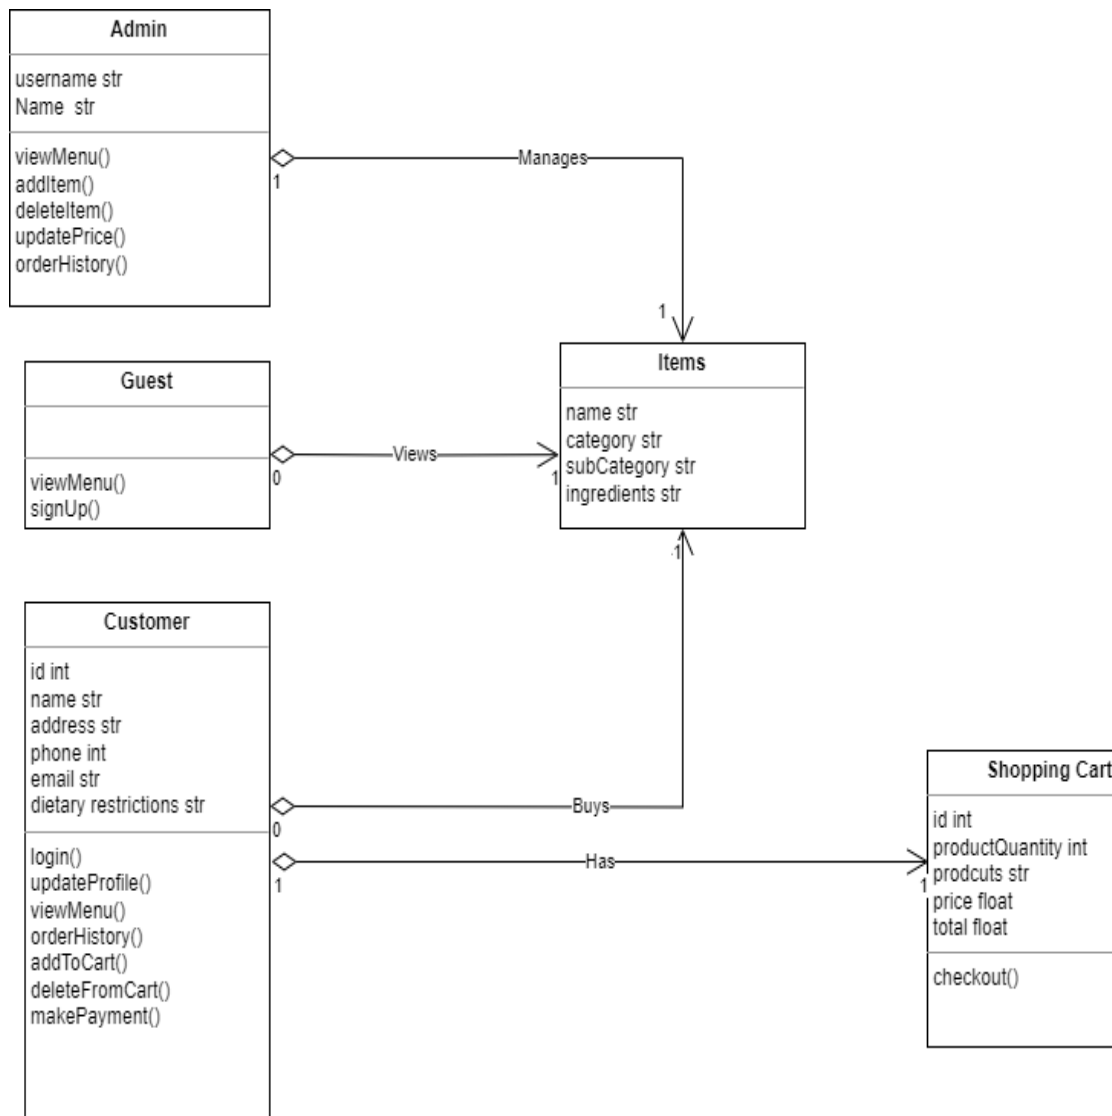 Admin
username str
Name  str
viewMenu()
addItem()
deleteItem()
updatePrice()
orderHistory()
1
Manages
1
Guest
viewMenu()
signUp()
0
Views
1
Items
name str
category str
subCategory str
ingredients str
1
Customer
id int
name str
address str
phone int
email str
dietary restrictions str
login()
updateProfile()
viewMenu()
orderHistory()
addToCart()
deleteFromCart()
makePayment()
0
Buys
1
Has
1
Shopping Cart
id int
productQuantity int
prodcuts str
price float
total float
checkout()